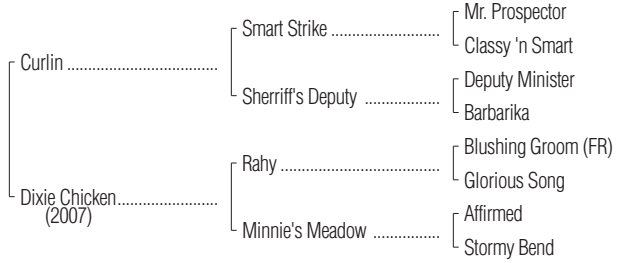 Mr. Prospector
Smart Strike ....................
Classy 'n Smart
Curlin ....................................
Deputy Minister
Sherriff's Deputy ..................
Barbarika
Blushing Groom (FR)
Rahy ......................................
Glorious Song
Dixie Chicken........................
(2007)
Affirmed
Minnie's Meadow ................
Stormy Bend